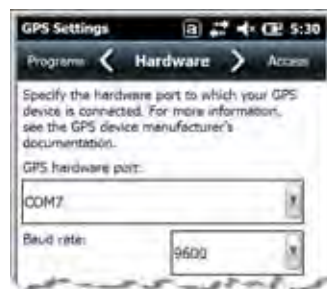 GPS Settings a 5:30
Programs Hardware Access
Specify the hardware port to which your GPS
device is connected. For more information,
see the GPS device manufacturer's
documentation.
GPS hardware port:
COM7
Baud rate:
9600